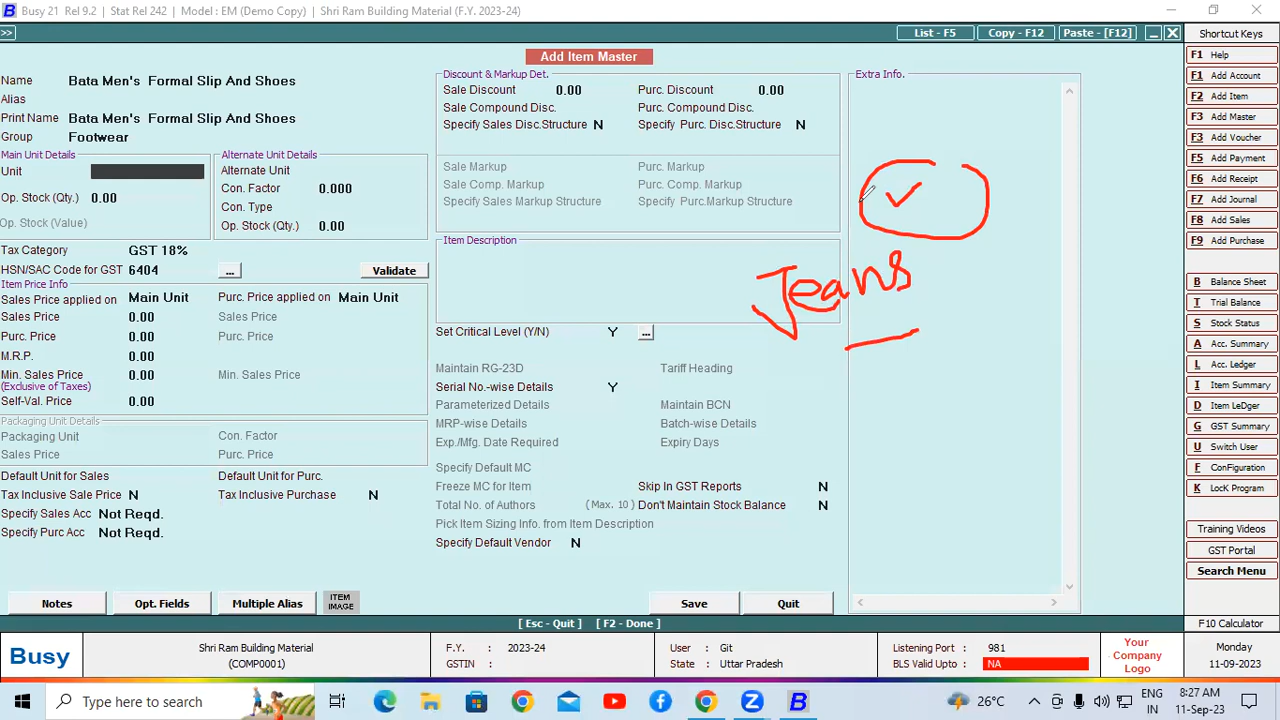 Busy 21 Rel 9.2 | Stat Rel 242 | Model : EM (Demo Copy) | Shri Ram Building Material (F.Y. 2023-24)
>> List - F5 Copy - F12 Paste - [F12]
Add Item Master
Name Bata Men's Formal Slip And Shoes
Alias
Print Name Bata Men's Formal Slip And Shoes
Group Footwear
Main Unit Details
Unit
Op. Stock (Qty.) 0.00
Op. Stock (Value)
Alternate Unit Details
Alternate Unit
Con. Factor 0.000
Con. Type
Op. Stock (Qty.) 0.00
Tax Category GST 18%
HSN/SAC Code for GST 6404 ... Validate
Item Price Info
Sales Price applied on Main Unit Purc. Price applied on Main Unit
Sales Price 0.00 Sales Price
Purc. Price 0.00 Purc. Price
M.R.P. 0.00
Min. Sales Price 0.00 Min. Sales Price
(Exclusive of Taxes)
Self-Val. Price 0.00
Packaging Unit Details
Packaging Unit Con. Factor
Sales Price Purc. Price
Default Unit for Sales Default Unit for Purc.
Tax Inclusive Sale Price N Tax Inclusive Purchase N
Specify Sales Acc Not Reqd.
Specify Purc Acc Not Reqd.
Discount & Markup Det.
Sale Discount 0.00 Purc. Discount 0.00
Sale Compound Disc. Purc. Compound Disc.
Specify Sales Disc.Structure N Specify Purc. Disc.Structure N
Sale Markup Purc. Markup
Sale Comp. Markup Purc. Comp. Markup
Specify Sales Markup Structure Specify Purc.Markup Structure
Item Description
Set Critical Level (Y/N) Y ...
Maintain RG-23D Tariff Heading
Serial No.-wise Details Y
Parameterized Details Maintain BCN
MRP-wise Details Batch-wise Details
Exp./Mfg. Date Required Expiry Days
Specify Default MC
Freeze MC for Item Skip In GST Reports N
Total No. of Authors (Max. 10) Don't Maintain Stock Balance N
Pick Item Sizing Info. from Item Description
Specify Default Vendor N
Extra Info.
Jeans
Notes Opt. Fields Multiple Alias ITEM IMAGE Save Quit
[ Esc - Quit ] [ F2 - Done ]
Shortcut Keys
F1 Help
F1 Add Account
F2 Add Item
F3 Add Master
F3 Add Voucher
F5 Add Payment
F6 Add Receipt
F7 Add Journal
F8 Add Sales
F9 Add Purchase
B Balance Sheet
T Trial Balance
S Stock Status
A Acc. Summary
L Acc. Ledger
I Item Summary
D Item LeDger
G GST Summary
U Switch User
F ConFiguration
K LocK Program
Training Videos
GST Portal
Search Menu
F10 Calculator
Busy
Shri Ram Building Material
(COMP0001)
F.Y. : 2023-24
GSTIN :
User : Git
State : Uttar Pradesh
Listening Port : 981
BLS Valid Upto : NA
Your
Company
Logo
Monday
11-09-2023
Type here to search
26°C
ENG
IN
8:27 AM
11-Sep-23